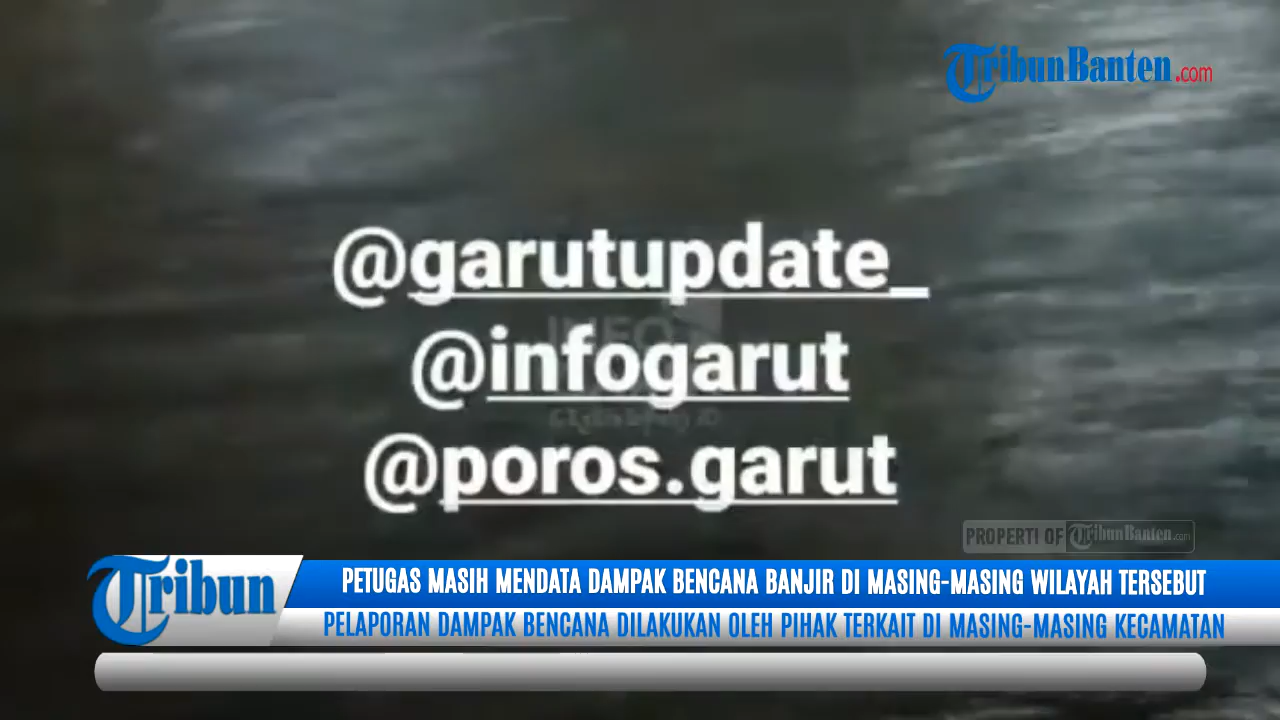 TribunBanten.com
@garutupdate_
@infogarut
@poros.garut
PROPERTI OF TribunBanten.com
Tribun
PETUGAS MASIH MENDATA DAMPAK BENCANA BANJIR DI MASING-MASING WILAYAH TERSEBUT
PELAPORAN DAMPAK BENCANA DILAKUKAN OLEH PIHAK TERKAIT DI MASING-MASING KECAMATAN